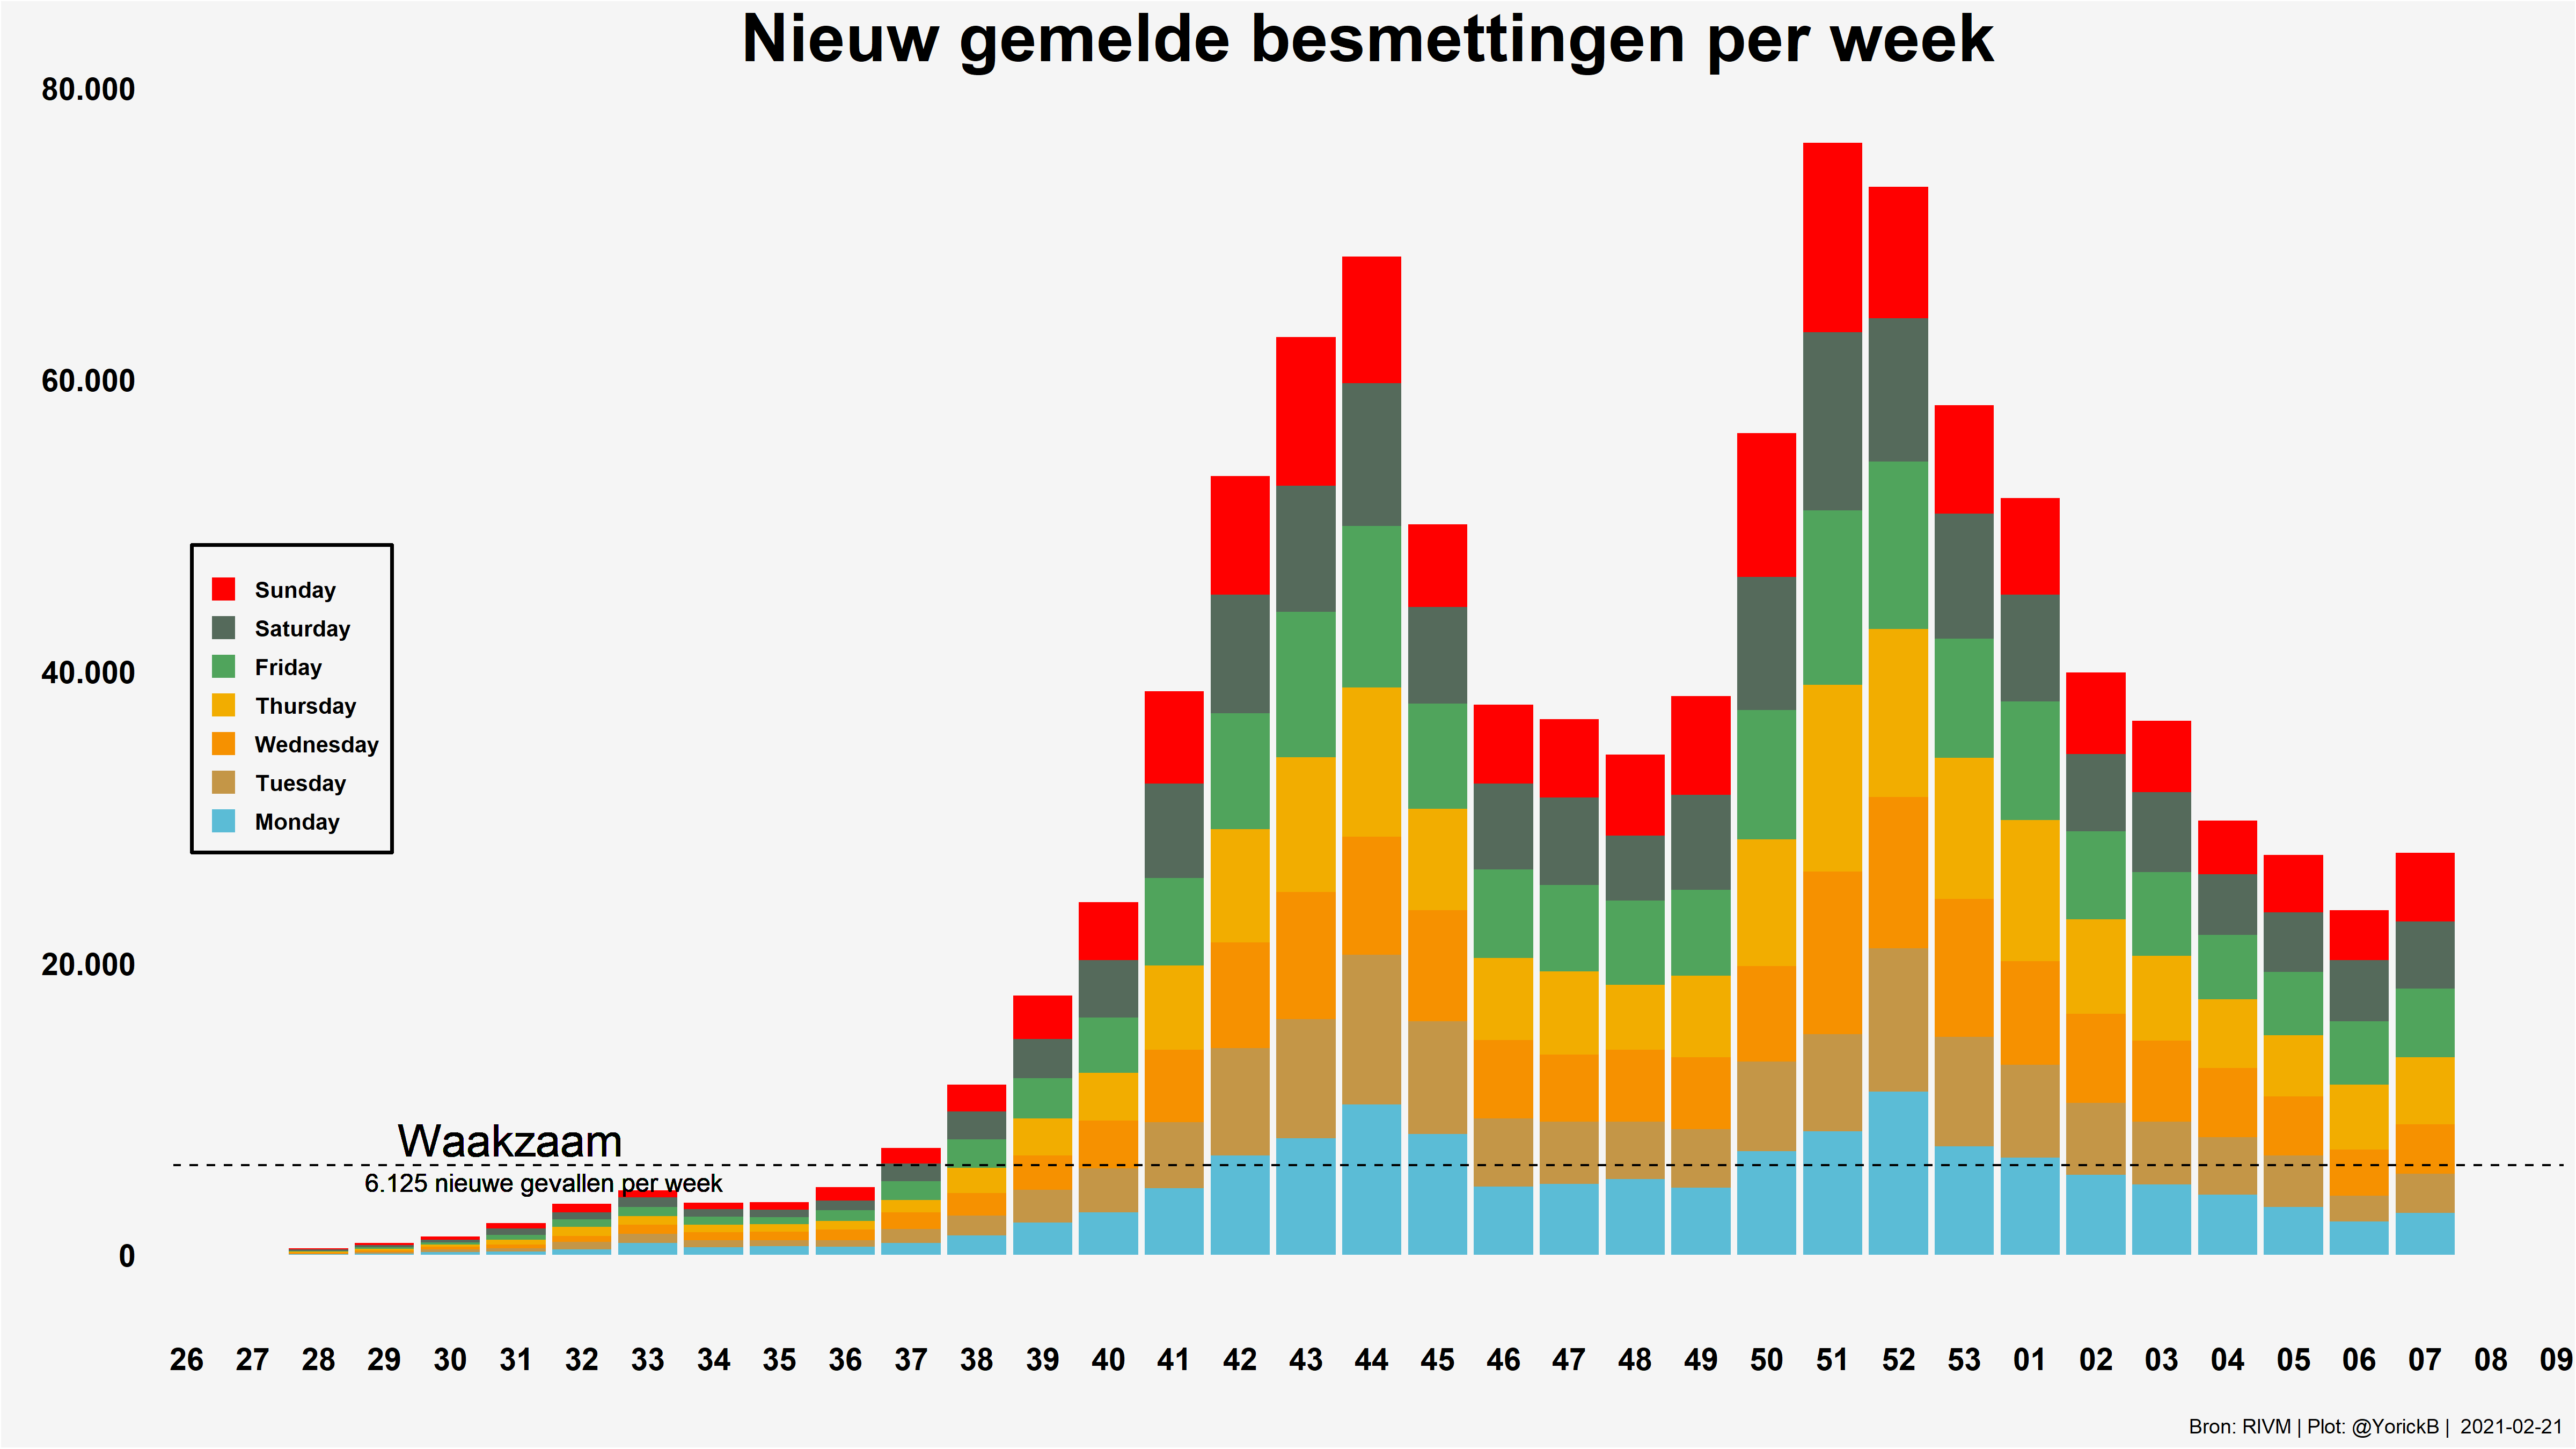 Nieuw gemelde besmettingen per week
80.000
60.000
40.000
20.000
0
Sunday
Saturday
Friday
Thursday
Wednesday
Tuesday
Monday
Waakzaam
6.125 nieuwe gevallen per week
26 27 28 29 30 31 32 33 34 35 36 37 38 39 40 41 42 43 44 45 46 47 48 49 50 51 52 53 01 02 03 04 05 06 07 08 09
Bron: RIVM | Plot: @YorickB | 2021-02-21